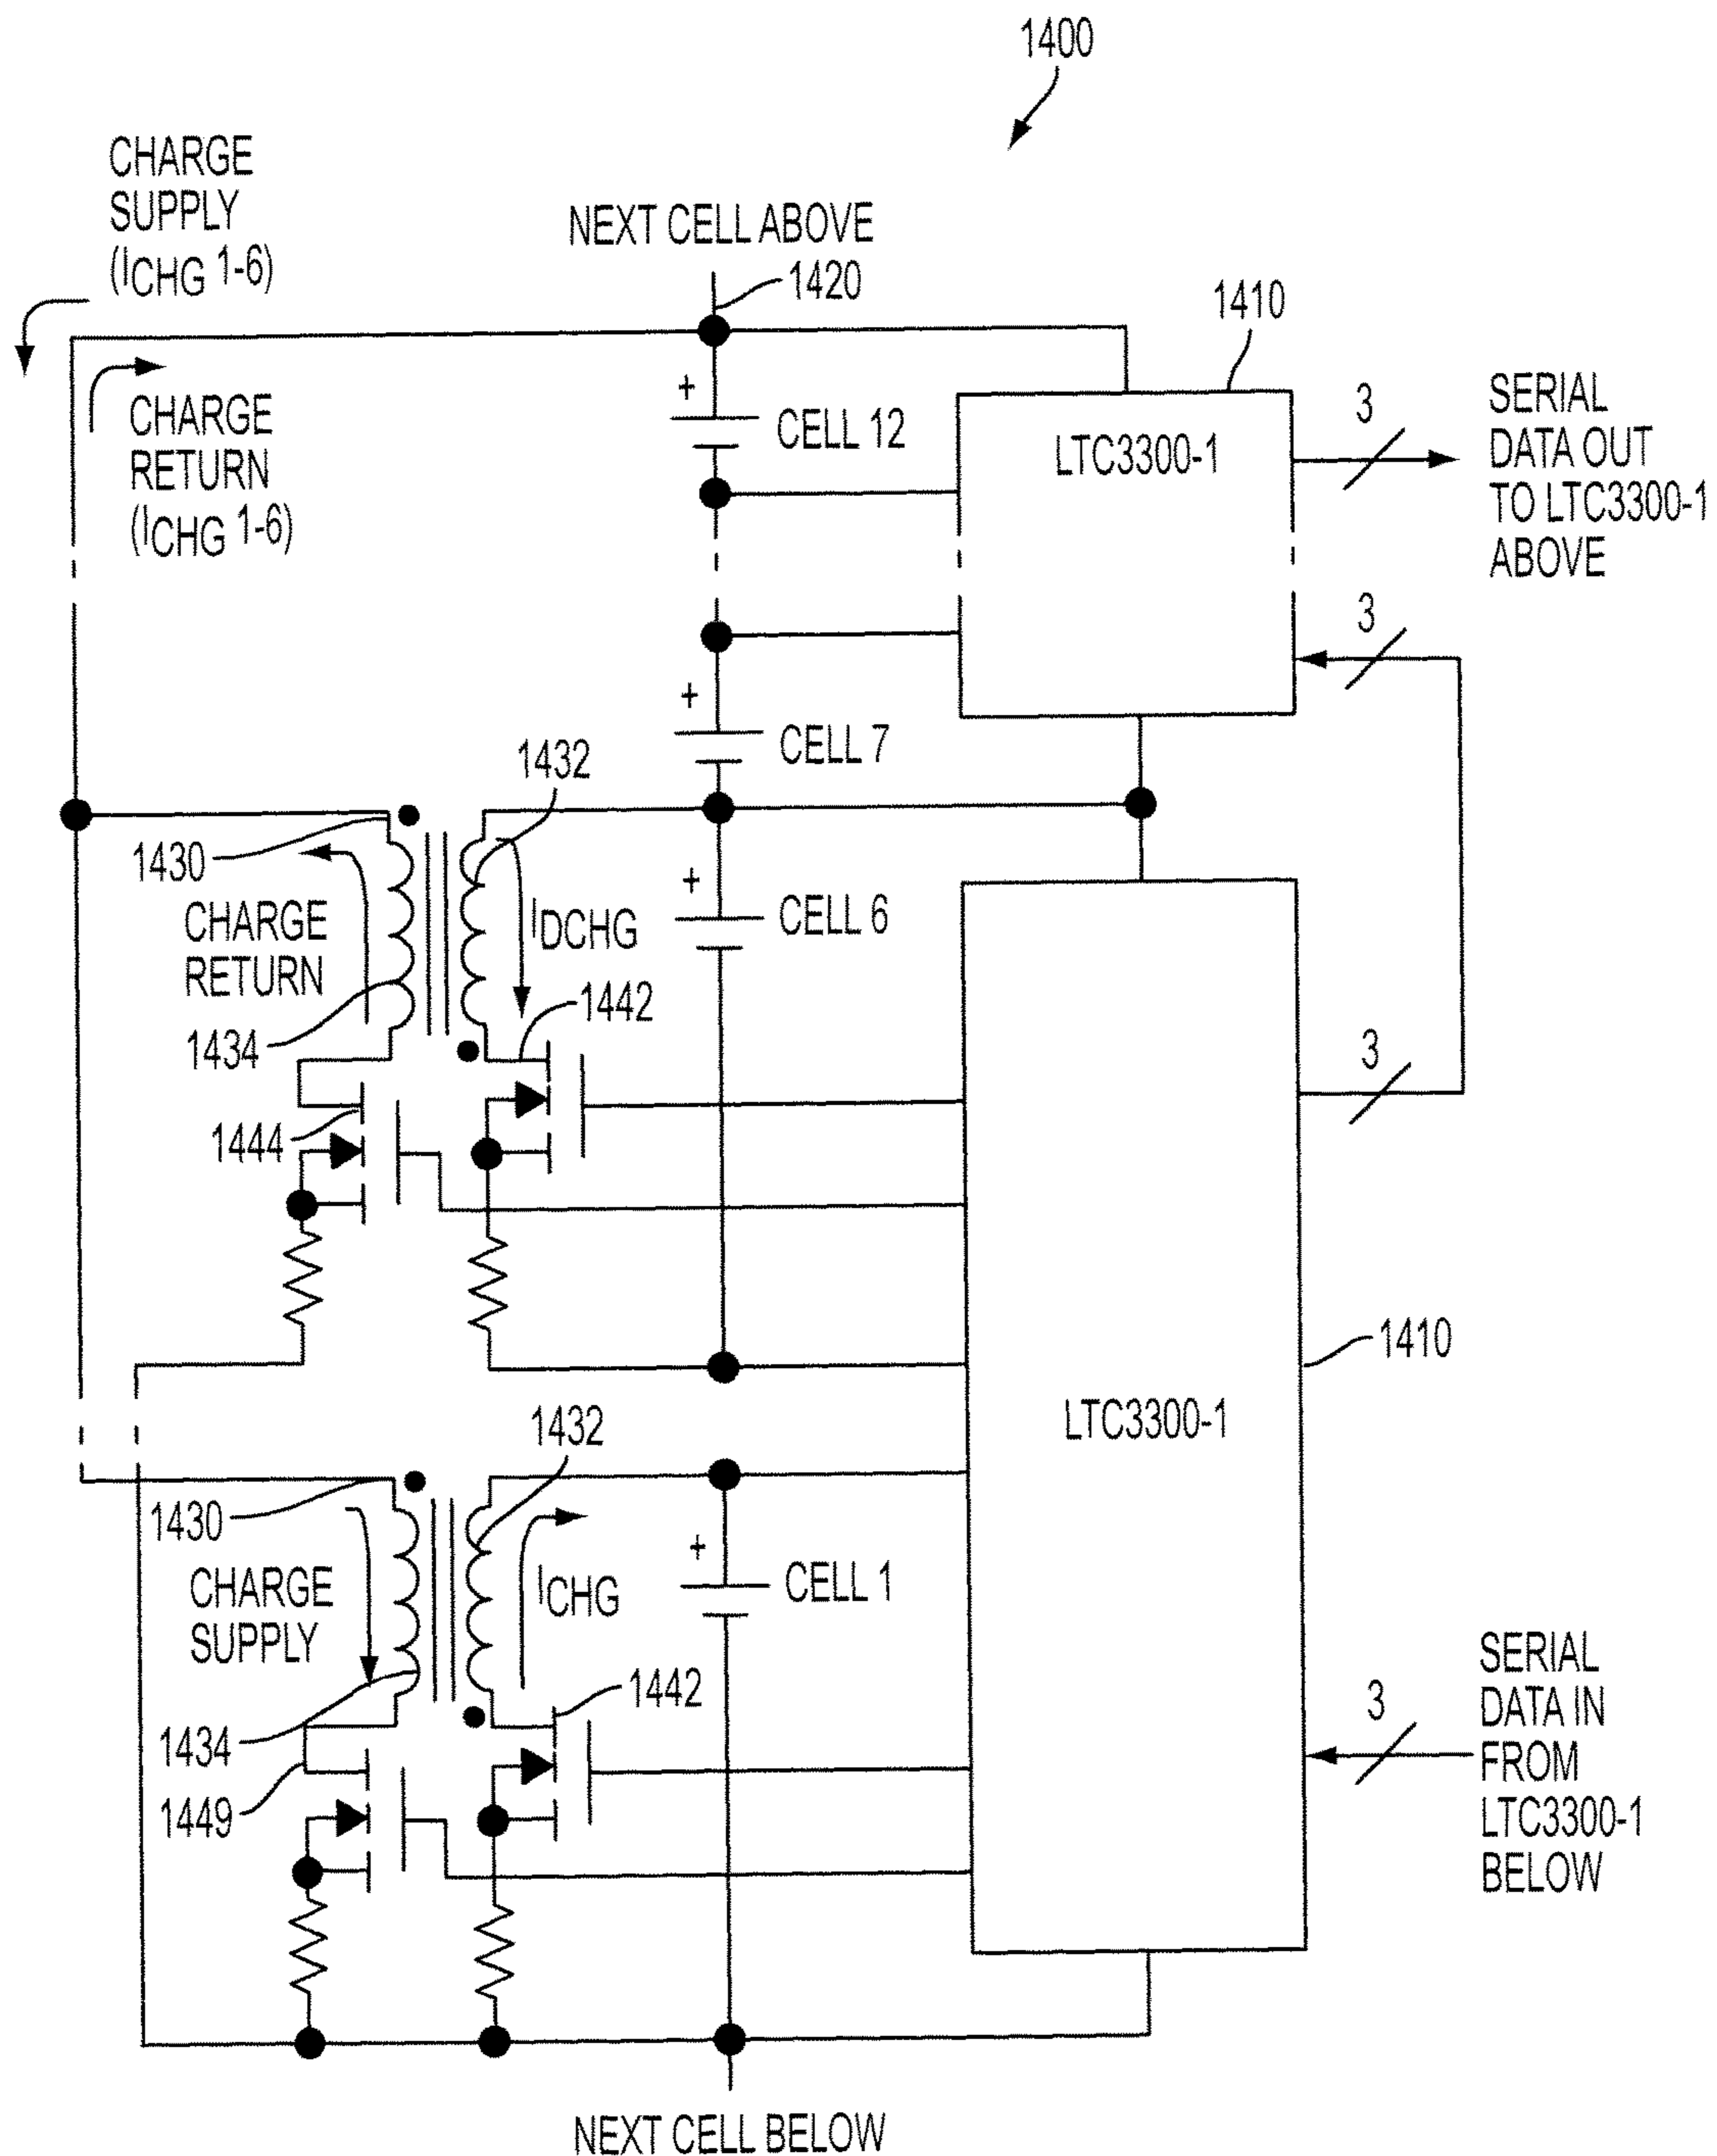 1400
CHARGE
SUPPLY
(ICHG 1-6)
NEXT CELL ABOVE
1420
1410
CHARGE
RETURN
(ICHG 1-6)
+
CELL 12
LTC3300-1
3
SERIAL
DATA OUT
TO LTC3300-1
ABOVE
3
+
CELL 7
1432
1430
CHARGE
RETURN
IDCHG
+
CELL 6
1434
1442
3
1444
1410
LTC3300-1
1432
1430
CHARGE
SUPPLY
ICHG
+
CELL 1
1442
1434
1449
3
SERIAL
DATA IN
FROM
LTC3300-1
BELOW
NEXT CELL BELOW